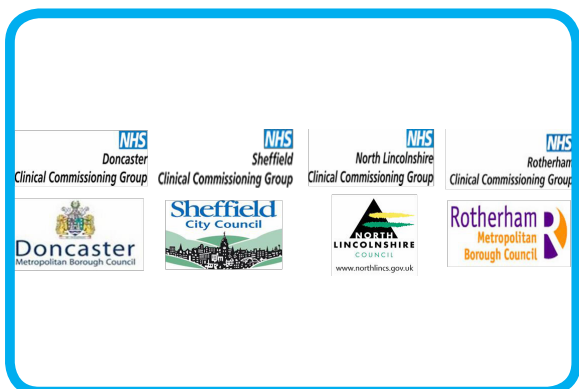 NHS
Doncaster
Clinical Commissioning Group
NHS
Sheffield
Clinical Commissioning Group
NHS
North Lincolnshire
Clinical Commissioning Group
NHS
Rotherham
Clinical Commissioning Group
Doncaster
Metropolitan Borough Council
Sheffield
City Council
NORTH
LINCOLNSHIRE
COUNCIL
www.northlincs.gov.uk
Rotherham
Metropolitan
Borough Council